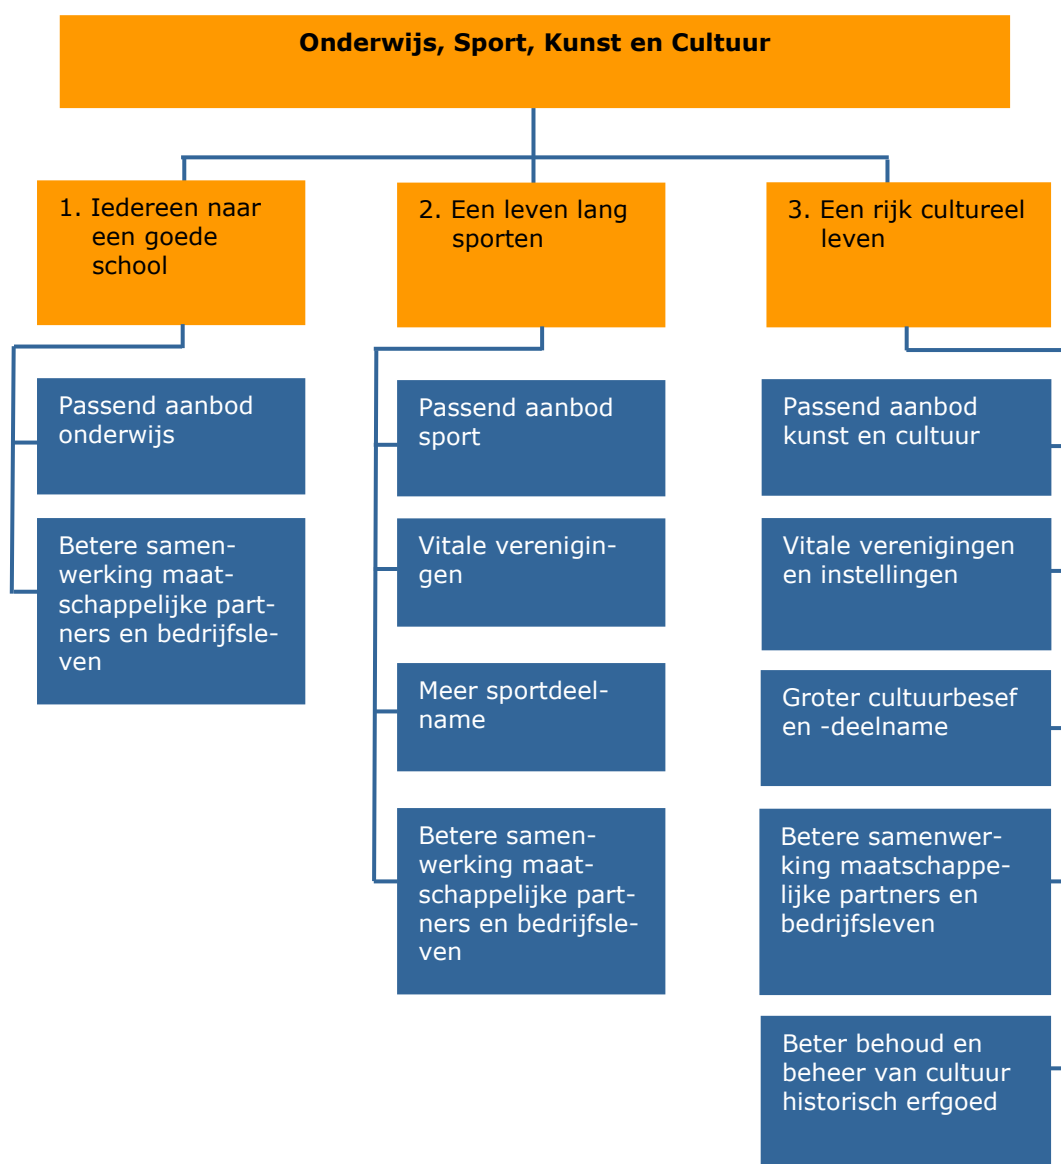 Onderwijs, Sport, Kunst en Cultuur
1. Iedereen naar
een goede
school
Passend aanbod
onderwijs
Betere samen-
werking maat-
schappelijke part-
ners en bedrijfsle-
ven
2. Een leven lang
sporten
Passend aanbod
sport
Vitale verenigin-
gen
Meer sportdeel-
name
Betere samen-
werking maat-
schappelijke part-
ners en bedrijfsle-
ven
3. Een rijk cultureel
leven
Passend aanbod
kunst en cultuur
Vitale verenigingen
en instellingen
Groter cultuurbesef
en -deelname
Betere samenwer-
king maatschappe-
lijke partners en
bedrijfsleven
Beter behoud en
beheer van cultuur
historisch erfgoed